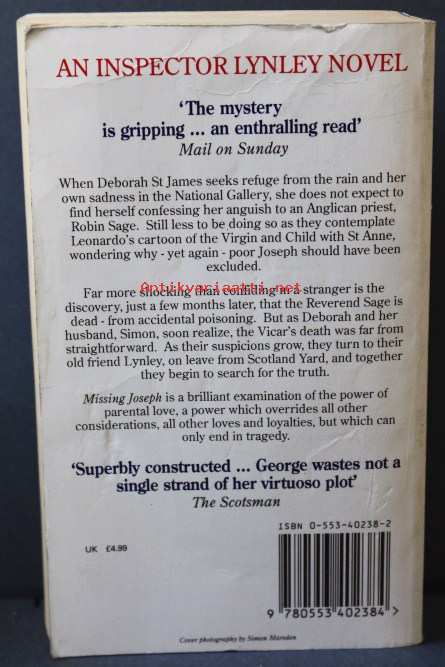 AN INSPECTOR LYNLEY NOVEL
‘The mystery
is gripping ... an enthralling read’
Mail on Sunday
When Deborah St James seeks refuge from the rain and her
own sadness in the National Gallery, she does not expect to
find herself confessing her anguish to an Anglican priest,
Robin Sage. Still less to be doing so as they contemplate
Leonardo's cartoon of the Virgin and Child with St Anne,
wondering why - yet again - poor Joseph should have been
excluded.
Antikvariaatti.net
Far more shocking than confiding in a stranger is the
discovery, just a few months later, that the Reverend Sage is
dead - from accidental poisoning. But as Deborah and her
husband, Simon, soon realize, the Vicar's death was far from
straightforward. As their suspicions grow, they turn to their
old friend Lynley, on leave from Scotland Yard, and together
they begin to search for the truth.
Missing Joseph is a brilliant examination of the power of
parental love, a power which overrides all other
considerations, all other loves and loyalties, but which can
only end in tragedy.
‘Superbly constructed ... George wastes not a
single strand of her virtuoso plot’
The Scotsman
ISBN 0-553-40238-2
UK £4.99
9 780553 402384 >
Cover photography by Simon Marsden